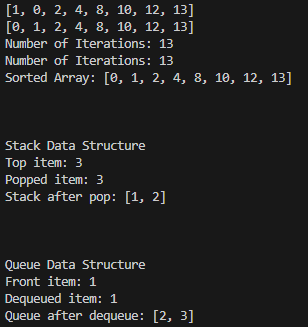 [1, 0, 2, 4, 8, 10, 12, 13]
[0, 1, 2, 4, 8, 10, 12, 13]
Number of Iterations: 13
Number of Iterations: 13
Sorted Array: [0, 1, 2, 4, 8, 10, 12, 13]
Stack Data Structure
Top item: 3
Popped item: 3
Stack after pop: [1, 2]
Queue Data Structure
Front item: 1
Dequeued item: 1
Queue after dequeue: [2, 3]